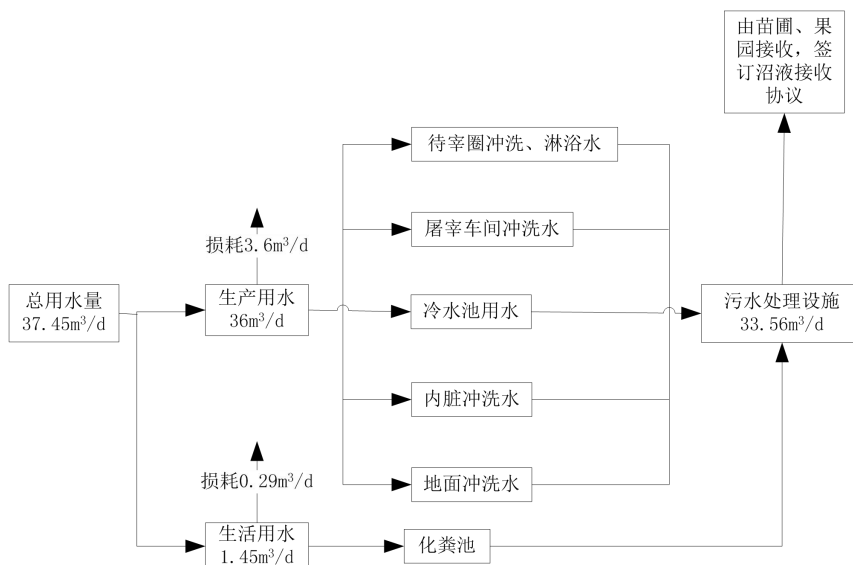 由苗圃、果
园接收，签
订沼液接收
协议
待宰圈冲洗、淋浴水
屠宰车间冲洗水
损耗3.6m³/d
总用水量
37.45m³/d
生产用水
36m³/d
冷水池用水
污水处理设施
33.56m³/d
内脏冲洗水
损耗0.29m³/d
地面冲洗水
生活用水
1.45m³/d
化粪池